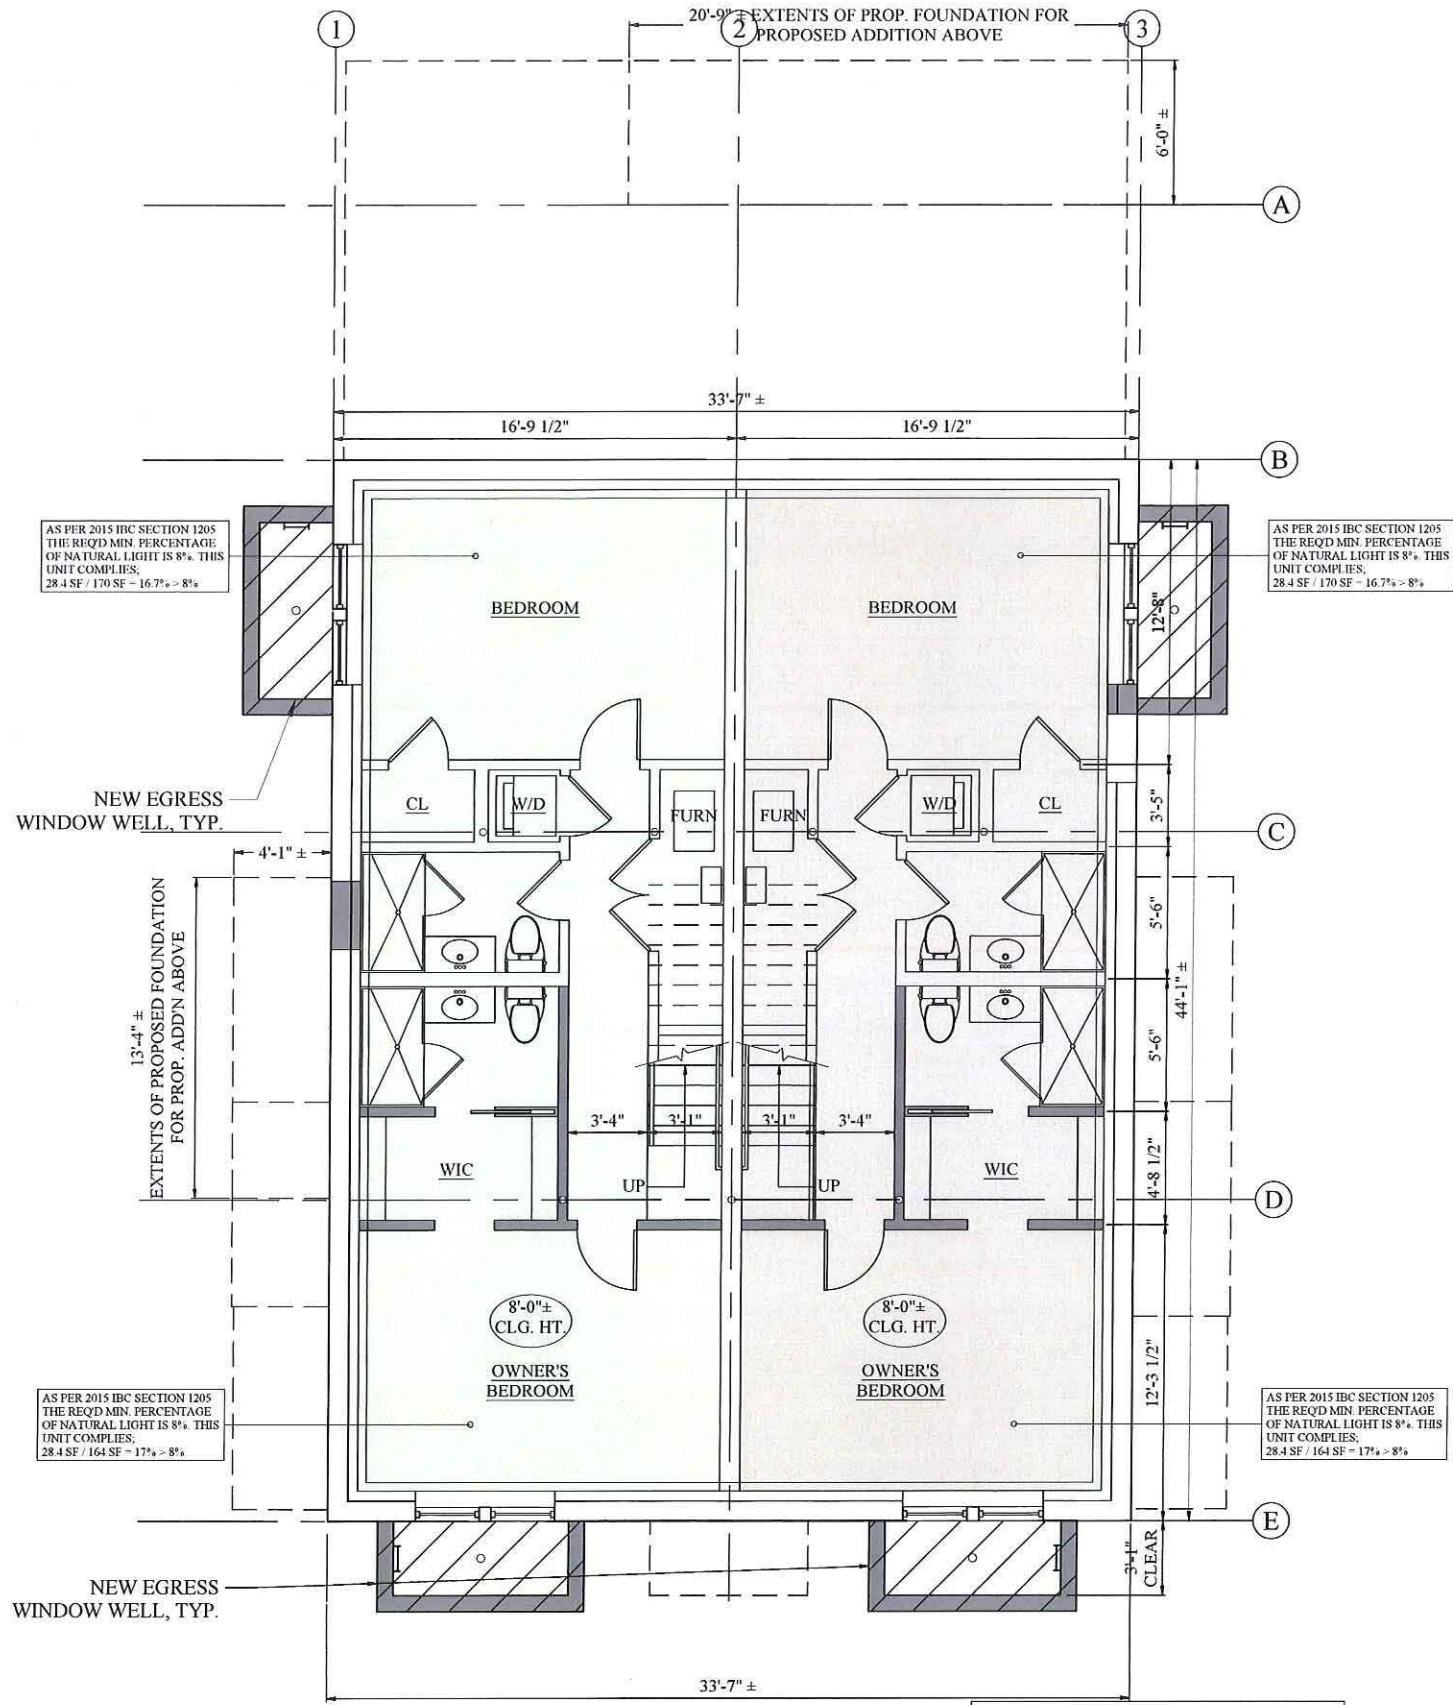 1
20'-9" ± EXTENTS OF PROP. FOUNDATION FOR
PROPOSED ADDITION ABOVE
2
3
6'-0" ±
A
33'-7" ±
16'-9 1/2"
16'-9 1/2"
B
AS PER 2015 IBC SECTION 1205
THE REQ'D MIN. PERCENTAGE
OF NATURAL LIGHT IS 8%. THIS
UNIT COMPLIES;
28.4 SF / 170 SF = 16.7% > 8%
AS PER 2015 IBC SECTION 1205
THE REQ'D MIN. PERCENTAGE
OF NATURAL LIGHT IS 8%. THIS
UNIT COMPLIES;
28.4 SF / 170 SF = 16.7% > 8%
BEDROOM
BEDROOM
12'-8"
NEW EGRESS
WINDOW WELL, TYP.
CL
W/D
FURN
FURN
W/D
CL
3'-5"
C
4'-1" ±
13'-4" ±
EXTENTS OF PROPOSED FOUNDATION
FOR PROP. ADD'N ABOVE
5'-6"
44'-1" ±
5'-6"
3'-4"
3'-1"
3'-1"
3'-4"
WIC
UP
UP
WIC
4'-8 1/2"
D
8'-0"±
CLG. HT.
8'-0"±
CLG. HT.
OWNER'S
BEDROOM
OWNER'S
BEDROOM
12'-3 1/2"
AS PER 2015 IBC SECTION 1205
THE REQ'D MIN. PERCENTAGE
OF NATURAL LIGHT IS 8%. THIS
UNIT COMPLIES;
28.4 SF / 164 SF = 17% > 8%
AS PER 2015 IBC SECTION 1205
THE REQ'D MIN. PERCENTAGE
OF NATURAL LIGHT IS 8%. THIS
UNIT COMPLIES;
28.4 SF / 164 SF = 17% > 8%
E
3'-1"
CLEAR
NEW EGRESS
WINDOW WELL, TYP.
33'-7" ±